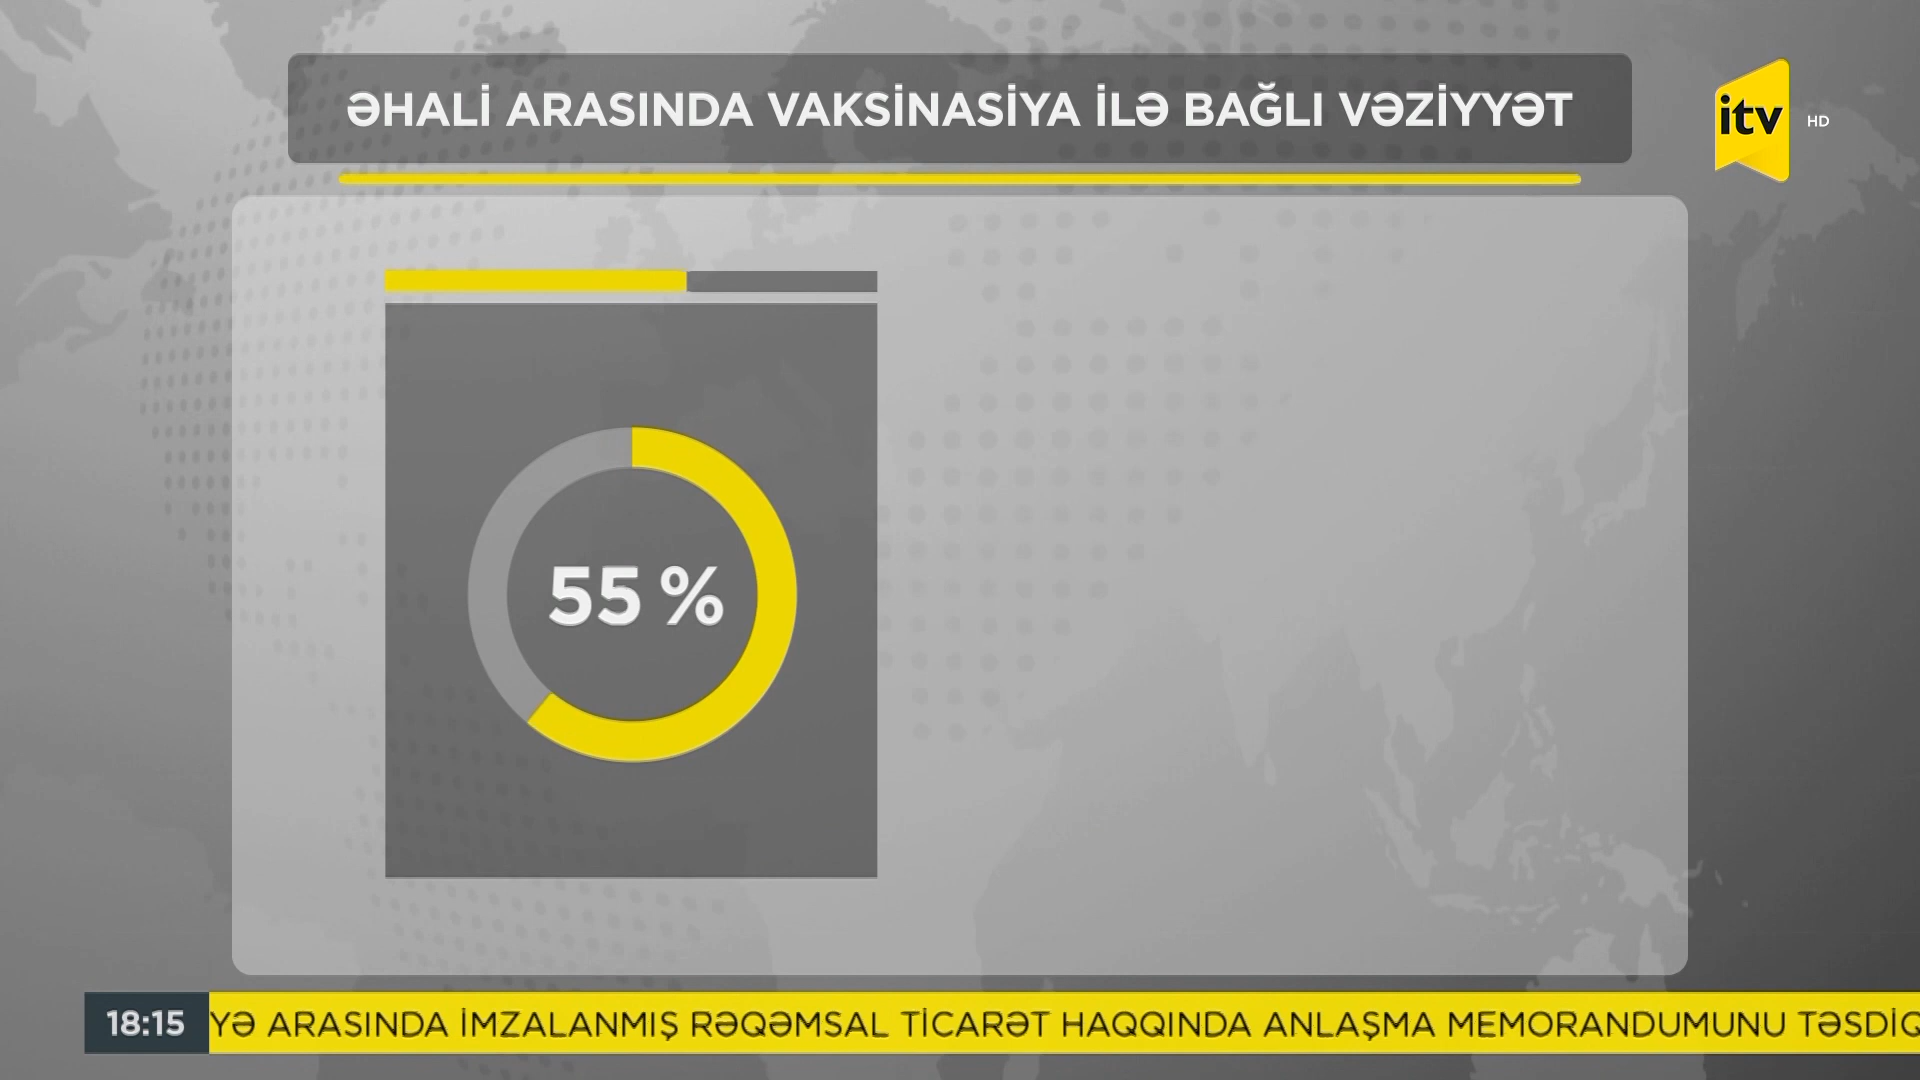 ƏHALİ ARASINDA VAKSİNASİYA İLƏ BAĞLI VƏZİYYƏT
itv HD
55 %
18:15 YƏ ARASINDA İMZALANMIŞ RƏQƏMSAL TİCARƏT HAQQINDA ANLAŞMA MEMORANDUMUNU TƏSDİQ